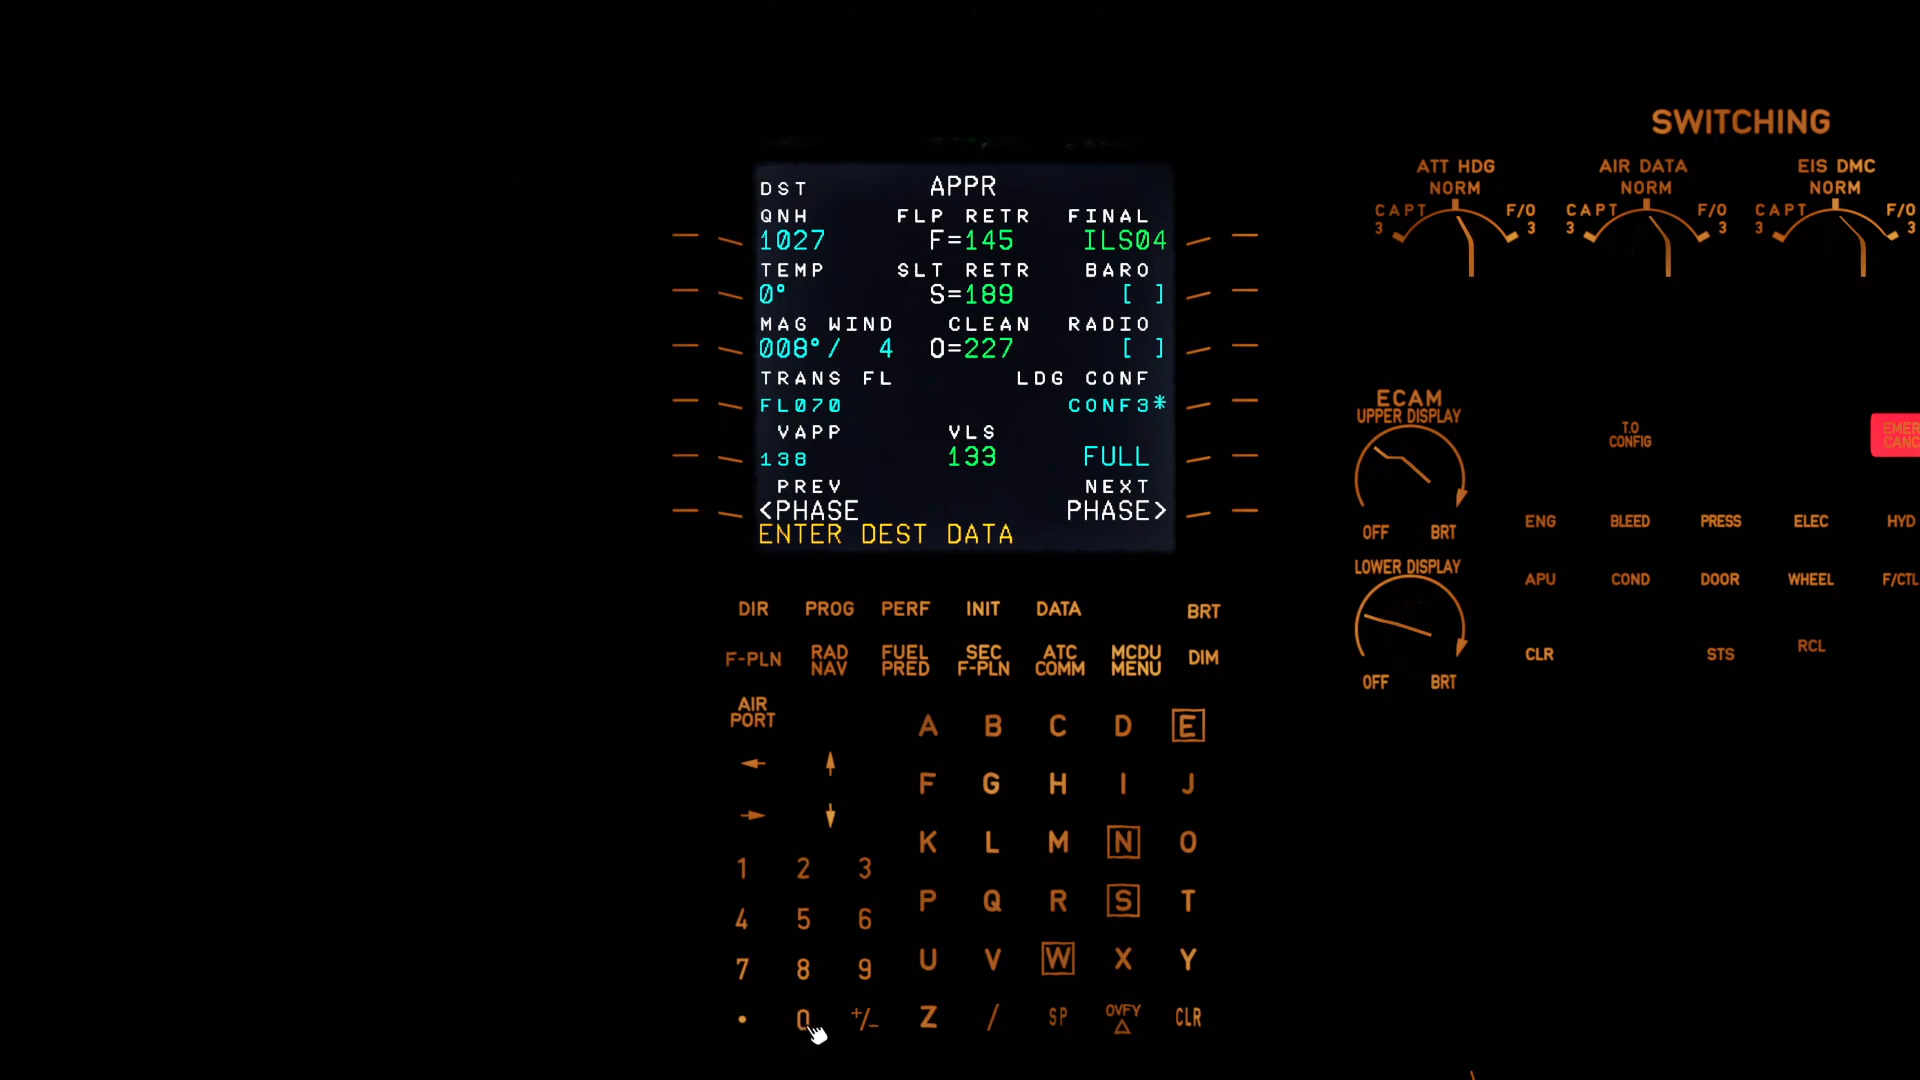 DST APPR
QNH FLP RETR FINAL
1027 F=145 ILS04
TEMP SLT RETR BARO
0° S=189 [ ]
MAG WIND CLEAN RADIO
008°/ 4 O=227 [ ]
TRANS FL LDG CONF
FL070 CONF3*
VAPP VLS
138 133 FULL
PREV NEXT
<PHASE PHASE>
ENTER DEST DATA
DIR PROG PERF INIT DATA BRT
F-PLN RAD NAV FUEL PRED SEC F-PLN ATC COMM MCDU MENU DIM
AIR PORT
A B C D E
F G H I J
K L M N O
1 2 3
P Q R S T
4 5 6
U V W X Y
7 8 9
. 0 +/- Z / SP OVFY △ CLR
SWITCHING
ATT HDG AIR DATA EIS DMC
NORM NORM NORM
CAPT F/O CAPT F/O CAPT F/O
3 3 3 3 3 3
ECAM
UPPER DISPLAY
OFF BRT
LOWER DISPLAY
OFF BRT
T.O
CONFIG
EMER
CANC
ENG BLEED PRESS ELEC HYD
APU COND DOOR WHEEL F/CTL
CLR STS RCL